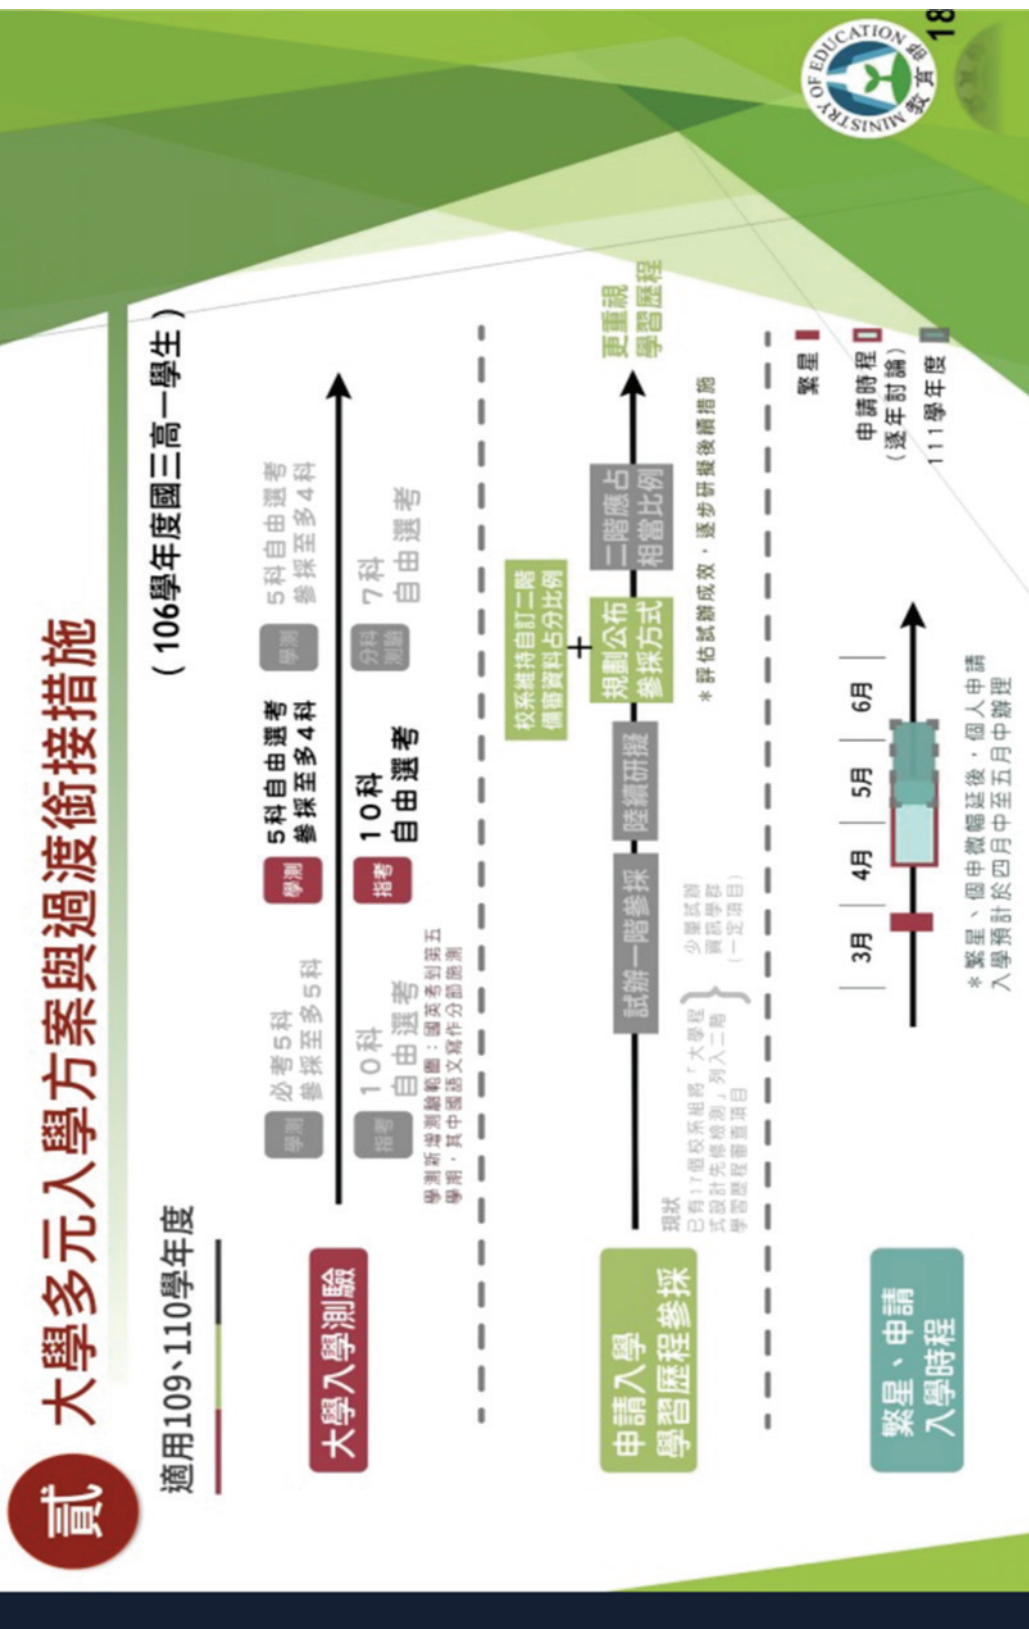 貳
大學多元入學方案與過渡銜接措施
適用109、110學年度
(106學年度國三高一學生)
大學入學測驗
學測
必考5科
參採至多5科
指考
10科
自由選考
學測新增測驗範圍：國英考到第五
學期，其中國語文寫作分節施測
學測
5科自由選考
參採至多4科
指考
10科
自由選考
學測
5科自由選考
參採至多4科
分科
測驗
7科
自由選考
申請入學
學習歷程參採
現狀
已有17個校系組將「大學程
式設計先修檢測」列入二階
學習歷程審查項目
少量試辦
資訊學群
(一定項目)
試辦一階參採
陸續研擬
校系維持自訂二階
備審資料占分比例
+
規劃公布
參採方式
二階應占
相當比例
更重視
學習歷程
＊評估試辦成效，逐步研擬後續措施
繁星、申請
入學時程
3月
4月
5月
6月
繁星
申請時程
(逐年討論)
111學年度
＊繁星、個申微幅延後，個人申請
入學預計於四月中至五月中辦理
MINISTRY OF EDUCATION
教育部
18